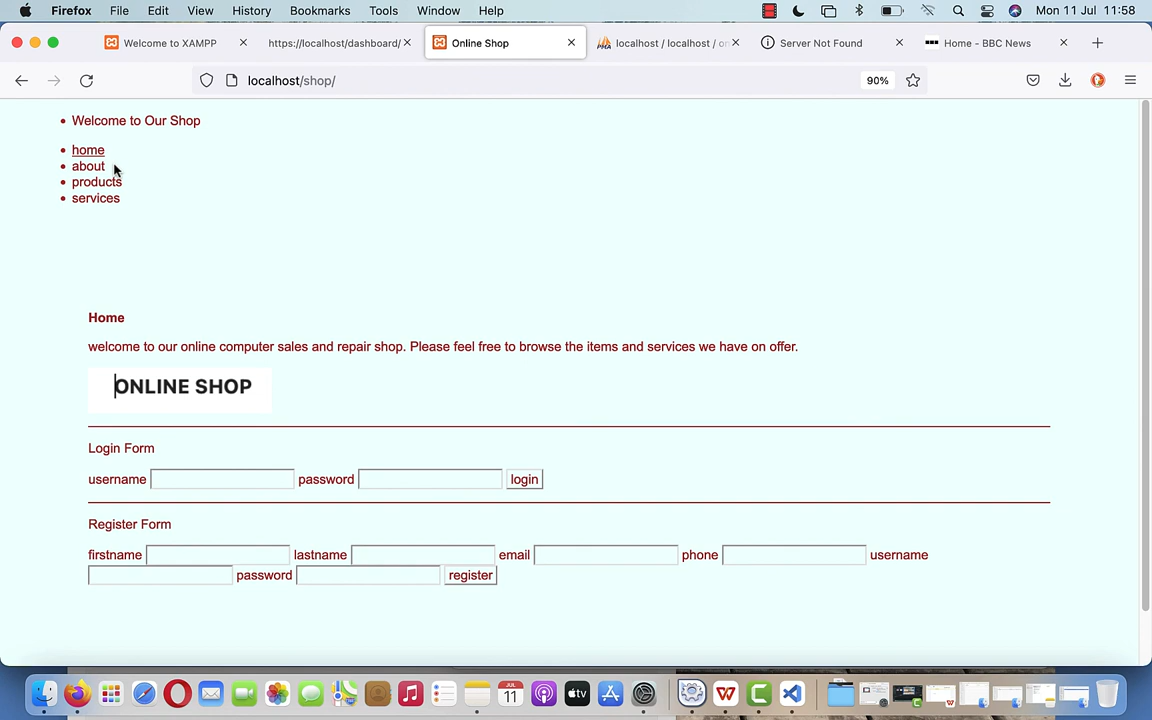 Firefox File Edit View History Bookmarks Tools Window Help Mon 11 Jul 11:58
Welcome to XAMPP https://localhost/dashboard/ Online Shop localhost / localhost / on Server Not Found Home - BBC News
localhost/shop/ 90%
Welcome to Our Shop
home
about
products
services
Home
welcome to our online computer sales and repair shop. Please feel free to browse the items and services we have on offer.
ONLINE SHOP
Login Form
username password login
Register Form
firstname lastname email phone username
password register
JUL
11
tv